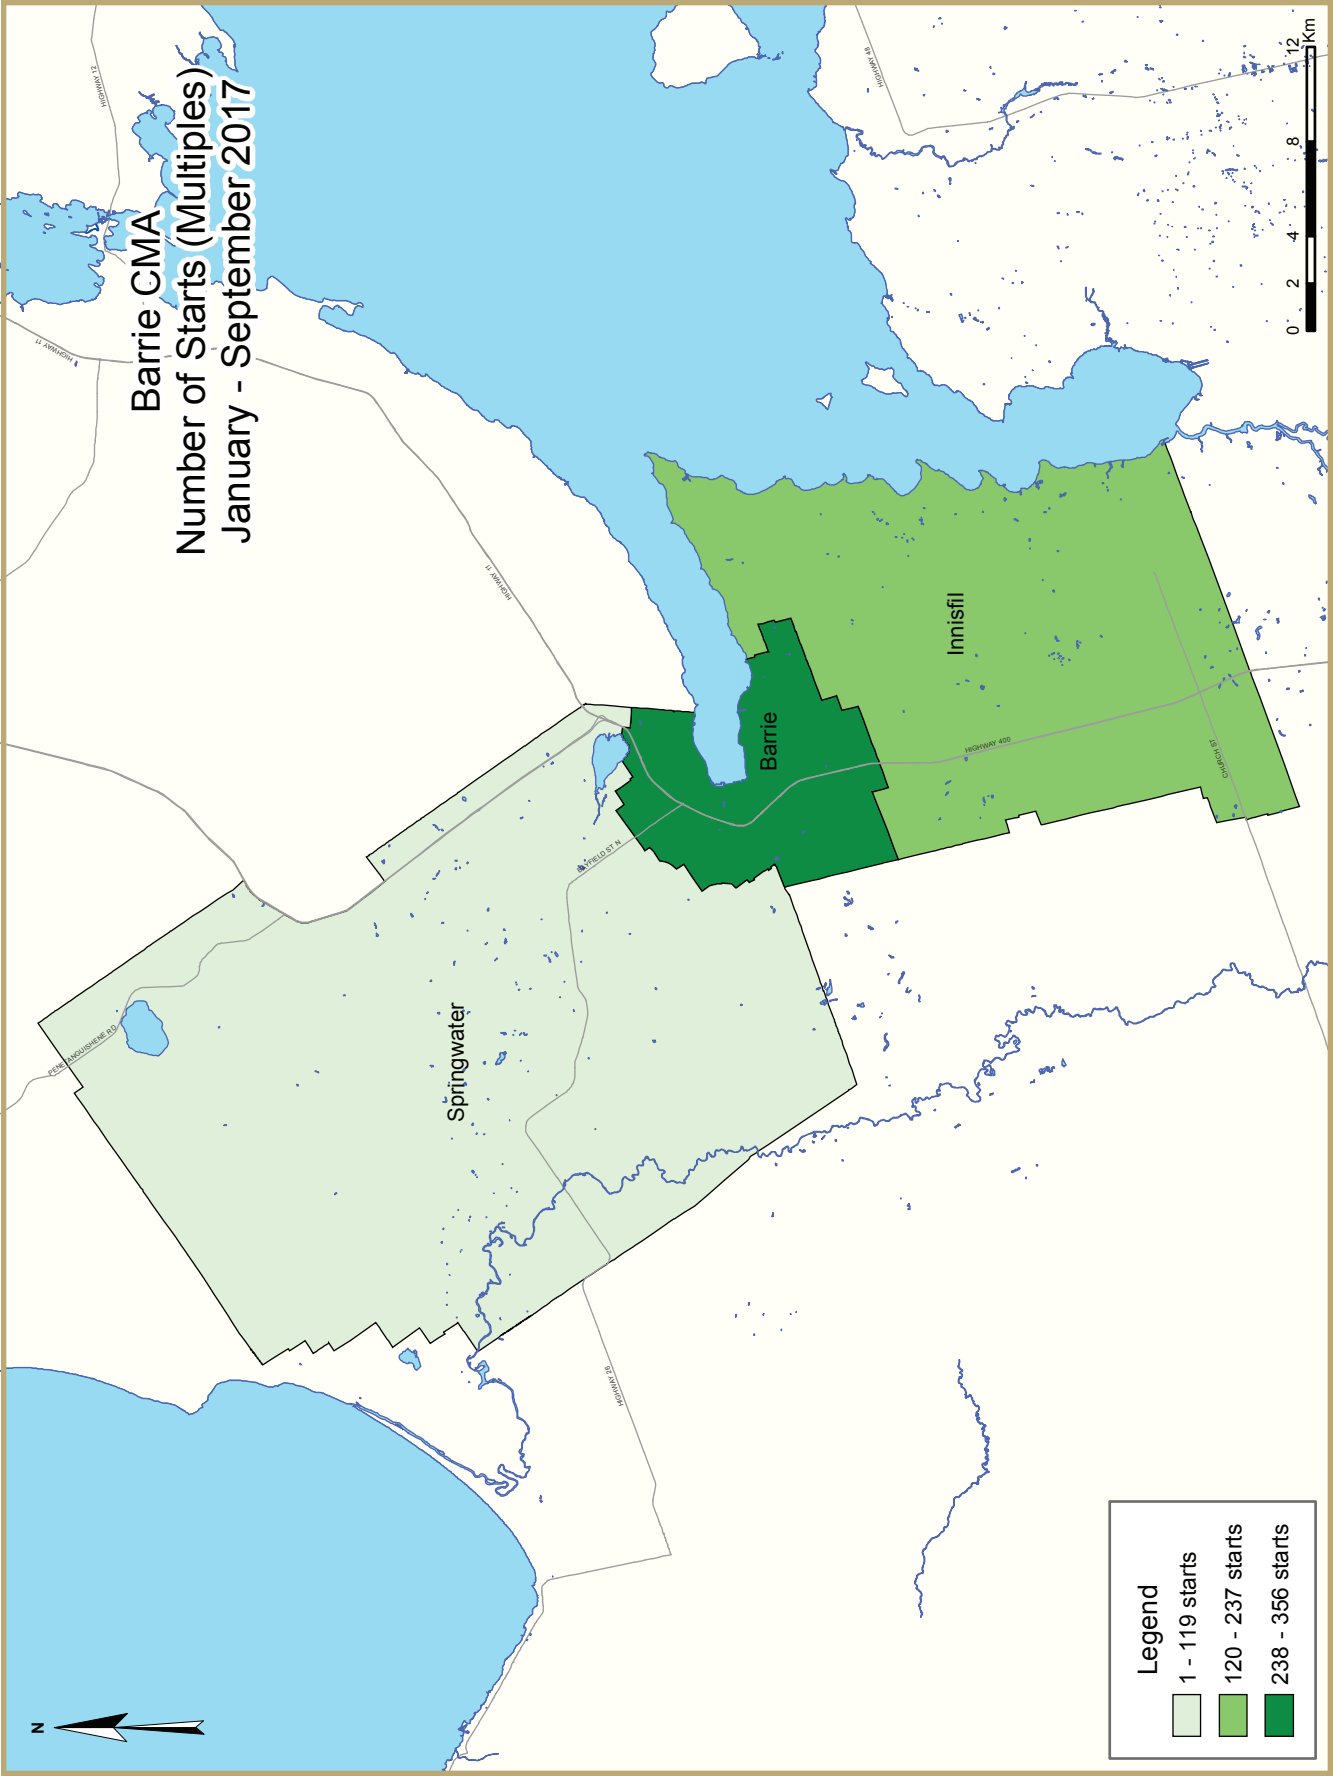 Barrie CMA
Number of Starts (Multiples)
January - September 2017
N
HIGHWAY 12
HIGHWAY 11
HIGHWAY 48
HIGHWAY 11
PENETANGUISHENE RD
BAYFIELD ST N
HIGHWAY 26
HIGHWAY 400
CHURCH ST
Springwater
Barrie
Innisfil
Legend
1 - 119 starts
120 - 237 starts
238 - 356 starts
0 2 4 8 12
Km